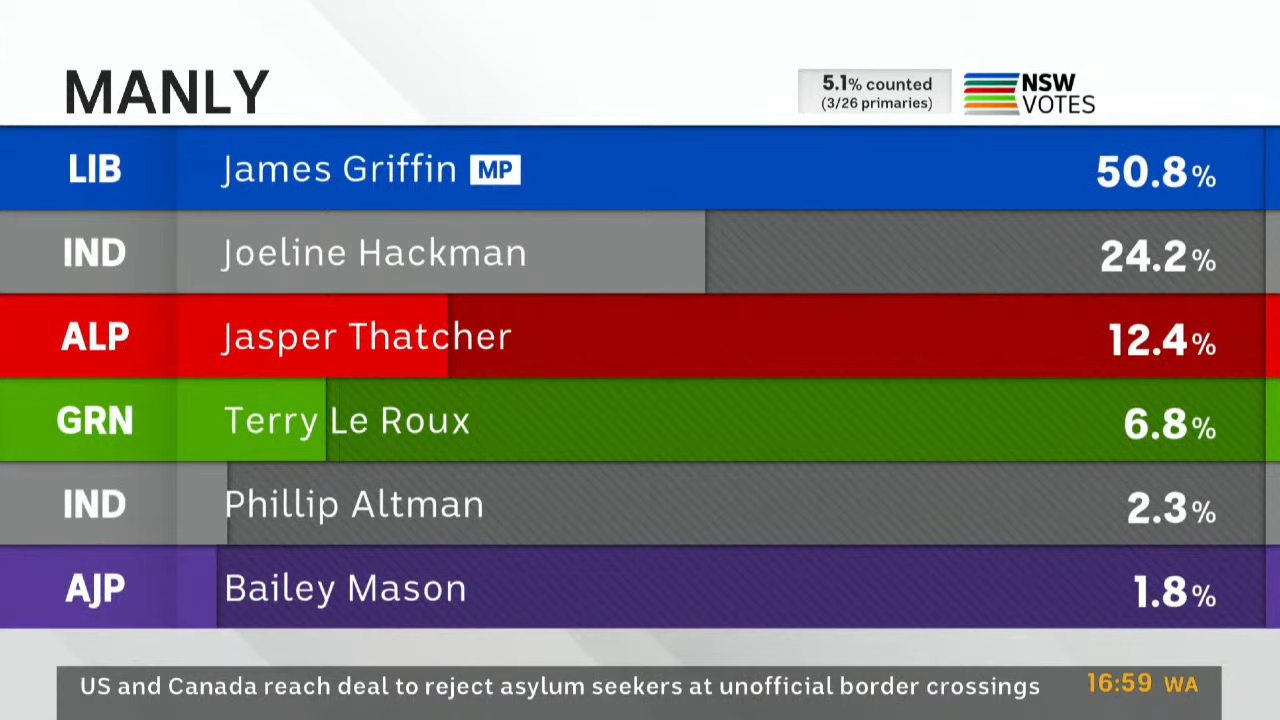 MANLY
5.1% counted
(3/26 primaries)
NSW
VOTES
LIB James Griffin MP 50.8%
IND Joeline Hackman 24.2%
ALP Jasper Thatcher 12.4%
GRN Terry Le Roux 6.8%
IND Phillip Altman 2.3%
AJP Bailey Mason 1.8%
US and Canada reach deal to reject asylum seekers at unofficial border crossings 16:59 WA